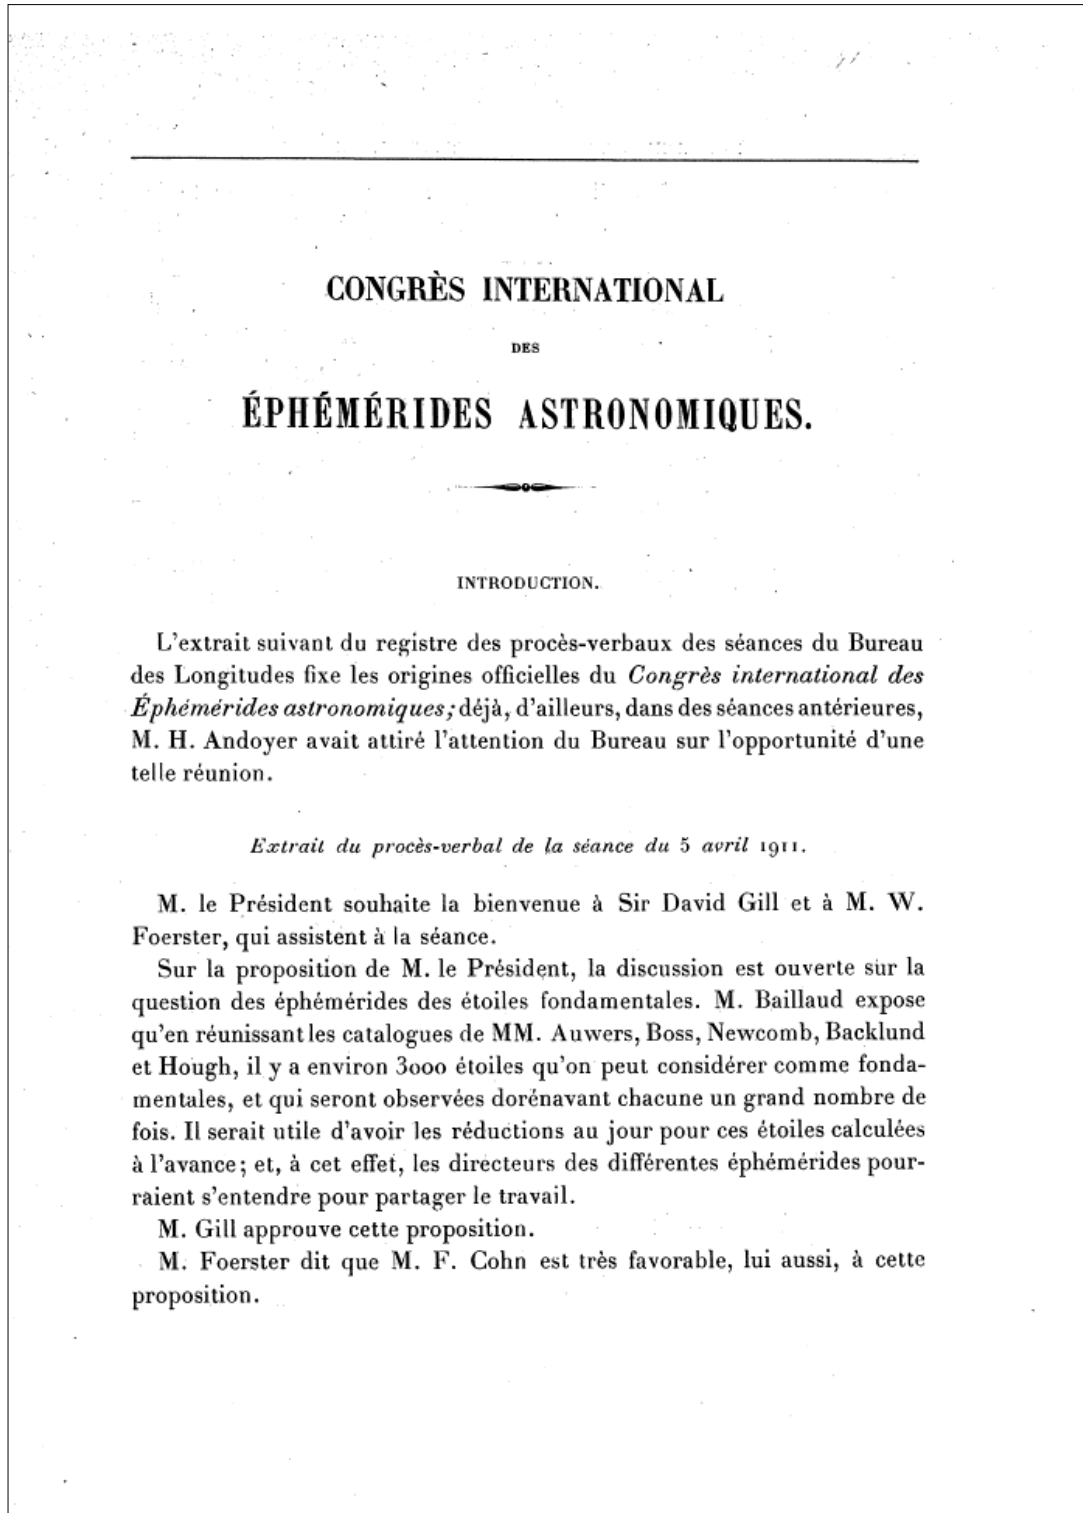 CONGRÈS INTERNATIONAL
DES
ÉPHÉMÉRIDES ASTRONOMIQUES.
INTRODUCTION.
L'extrait suivant du registre des procès-verbaux des séances du Bureau
des Longitudes fixe les origines officielles du Congrès international des
Éphémérides astronomiques; déjà, d'ailleurs, dans des séances antérieures,
M. H. Andoyer avait attiré l'attention du Bureau sur l'opportunité d'une
telle réunion.
Extrait du procès-verbal de la séance du 5 avril 1911.
M. le Président souhaite la bienvenue à Sir David Gill et à M. W.
Foerster, qui assistent à la séance.
Sur la proposition de M. le Président, la discussion est ouverte sur la
question des éphémérides des étoiles fondamentales. M. Baillaud expose
qu'en réunissant les catalogues de MM. Auwers, Boss, Newcomb, Backlund
et Hough, il y a environ 3000 étoiles qu'on peut considérer comme fonda-
mentales, et qui seront observées dorénavant chacune un grand nombre de
fois. Il serait utile d'avoir les réductions au jour pour ces étoiles calculées
à l'avance; et, à cet effet, les directeurs des différentes éphémérides pour-
raient s'entendre pour partager le travail.
M. Gill approuve cette proposition.
M. Foerster dit que M. F. Cohn est très favorable, lui aussi, à cette
proposition.